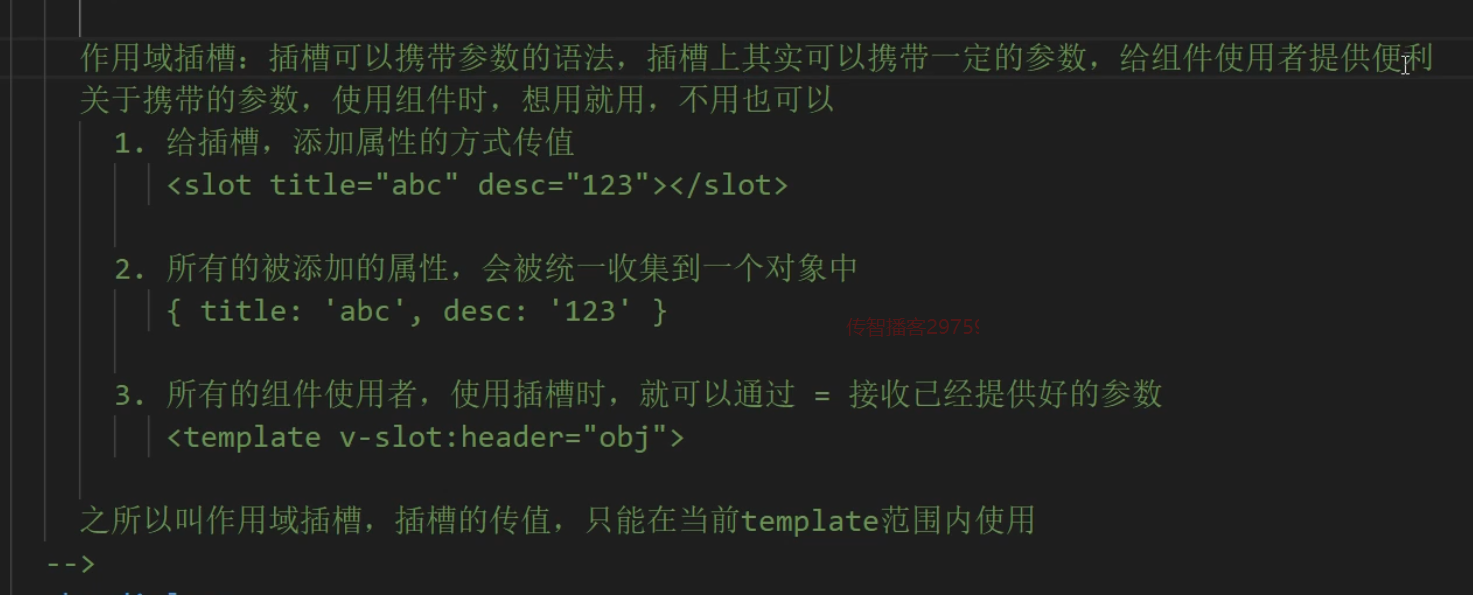 作用域插槽：插槽可以携带参数的语法，插槽上其实可以携带一定的参数，给组件使用者提供便利
关于携带的参数，使用组件时，想用就用，不用也可以
1. 给插槽，添加属性的方式传值
<slot title="abc" desc="123"></slot>
2. 所有的被添加的属性，会被统一收集到一个对象中
{ title: 'abc', desc: '123' }
传智播客29759
3. 所有的组件使用者，使用插槽时，就可以通过 = 接收已经提供好的参数
<template v-slot:header="obj">
之所以叫作用域插槽，插槽的传值，只能在当前template范围内使用
-->